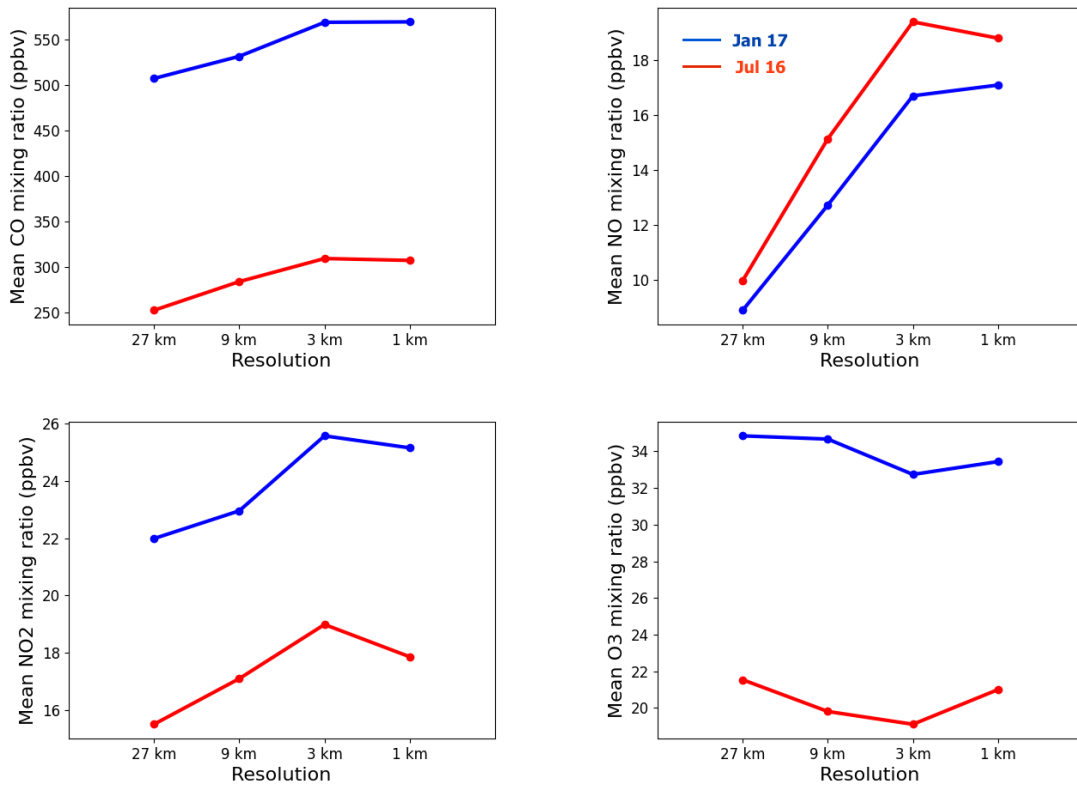 Mean CO mixing ratio (ppbv)
550
500
450
400
350
300
250
27 km 9 km 3 km 1 km
Resolution
Mean NO mixing ratio (ppbv)
18
16
14
12
10
Jan 17
Jul 16
27 km 9 km 3 km 1 km
Resolution
Mean NO2 mixing ratio (ppbv)
26
24
22
20
18
16
27 km 9 km 3 km 1 km
Resolution
Mean O3 mixing ratio (ppbv)
34
32
30
28
26
24
22
20
27 km 9 km 3 km 1 km
Resolution